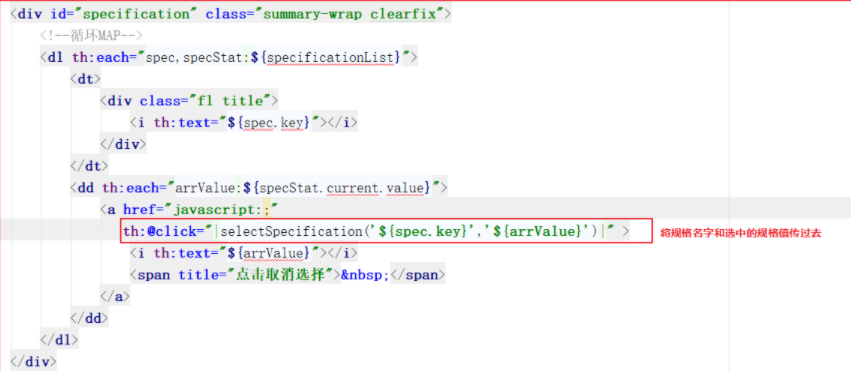 <div id="specification" class="summary-wrap clearfix">
<!--循环MAP-->
<dl th:each="spec,specStat:${specificationList}">
<dt>
<div class="fl title">
<i th:text="${spec.key}"></i>
</div>
</dt>
<dd th:each="arrValue:${specStat.current.value}">
<a href="javascript:;"
th:@click="|selectSpecification('${spec.key}','${arrValue}')|" > 将规格名字和选中的规格值传过去
<i th:text="${arrValue}"></i>
<span title="点击取消选择">&nbsp;</span>
</a>
</dd>
</dl>
</div>